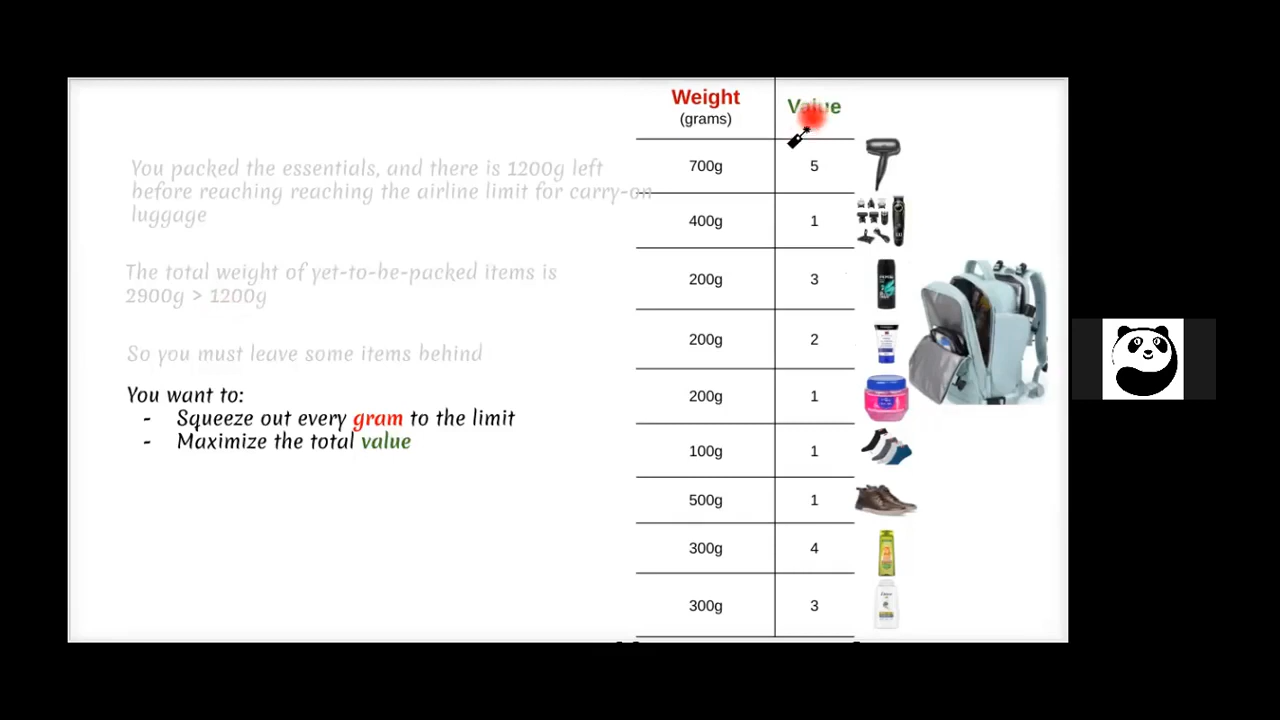 Weight
(grams)
Value
You packed the essentials, and there is 1200g left
before reaching reaching the airline limit for carry-on
luggage
The total weight of yet-to-be-packed items is
2900g > 1200g
So you must leave some items behind
You want to:
- Squeeze out every gram to the limit
- Maximize the total value
700g 5
400g 1
200g 3
200g 2
200g 1
100g 1
500g 1
300g 4
300g 3